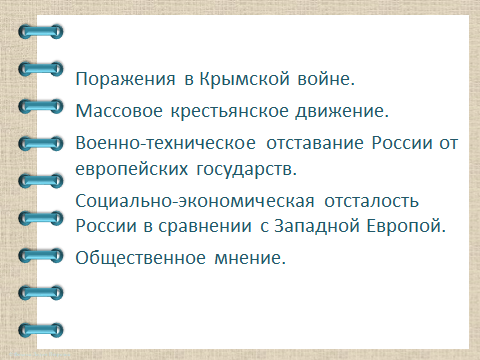 Поражения в Крымской войне.
Массовое крестьянское движение.
Военно-техническое отставание России от
европейских государств.
Социально-экономическая отсталость
России в сравнении с Западной Европой.
Общественное мнение.